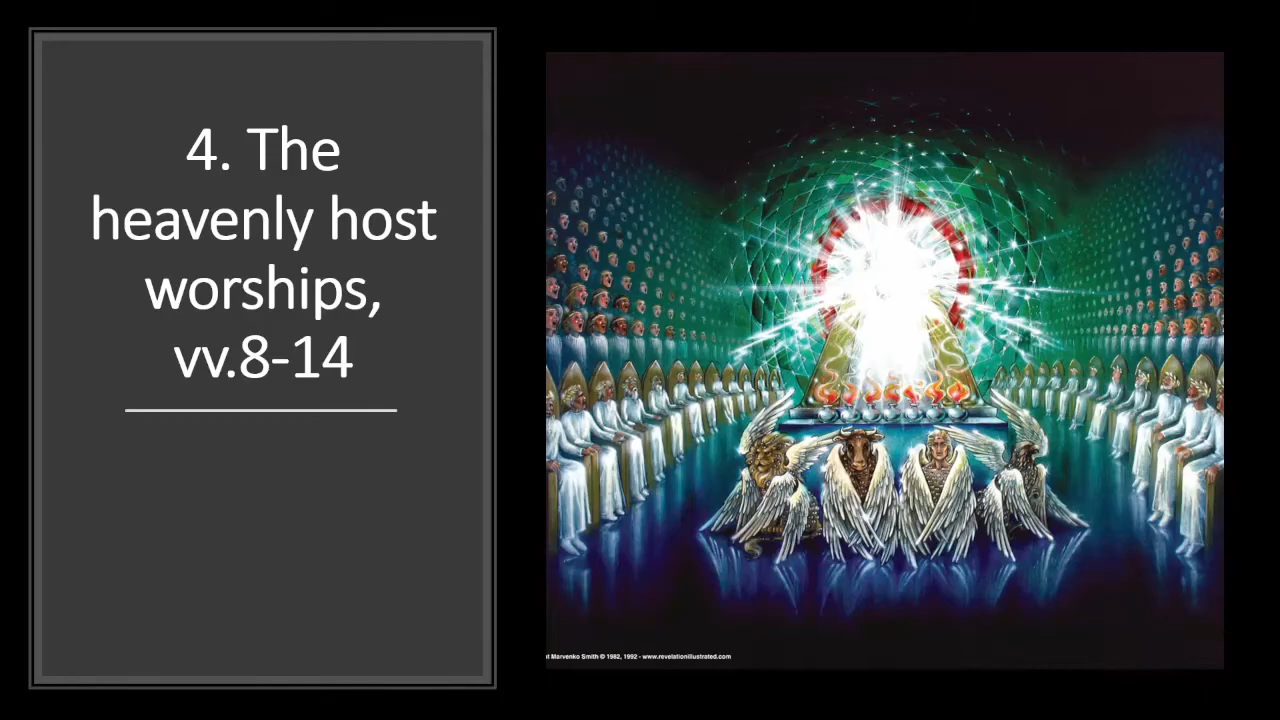 4. The
heavenly host
worships,
vv.8-14
Marvenko Smith © 1982, 1992 - www.revelationillustrated.com